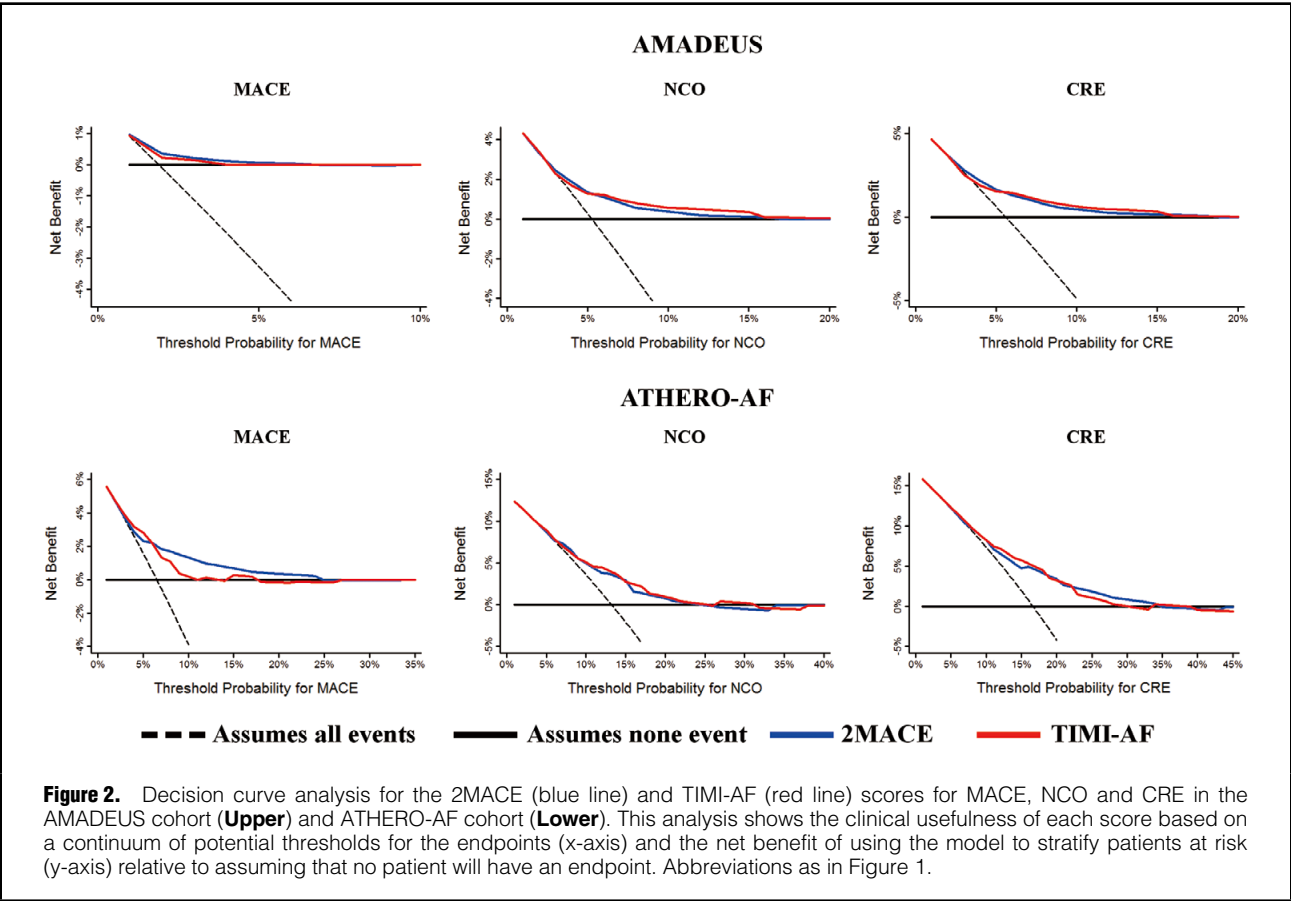 AMADEUS
MACE
NCO
CRE
Net Benefit
1%
0%
-1%
-2%
-3%
-4%
0%
5%
10%
Threshold Probability for MACE
Net Benefit
4%
2%
0%
-2%
-4%
0%
5%
10%
15%
20%
Threshold Probability for NCO
Net Benefit
5%
0%
-5%
0%
5%
10%
15%
20%
Threshold Probability for CRE
ATHERO-AF
MACE
NCO
CRE
Net Benefit
6%
4%
2%
0%
-2%
-4%
0%
5%
10%
15%
20%
25%
30%
35%
Threshold Probability for MACE
Net Benefit
15%
10%
5%
0%
-5%
0%
5%
10%
15%
20%
25%
30%
35%
40%
Threshold Probability for NCO
Net Benefit
15%
10%
5%
0%
-5%
0%
5%
10%
15%
20%
25%
30%
35%
40%
45%
Threshold Probability for CRE
Assumes all events
Assumes none event
2MACE
TIMI-AF
Figure 2. Decision curve analysis for the 2MACE (blue line) and TIMI-AF (red line) scores for MACE, NCO and CRE in the
AMADEUS cohort (Upper) and ATHERO-AF cohort (Lower). This analysis shows the clinical usefulness of each score based on
a continuum of potential thresholds for the endpoints (x-axis) and the net benefit of using the model to stratify patients at risk
(y-axis) relative to assuming that no patient will have an endpoint. Abbreviations as in Figure 1.